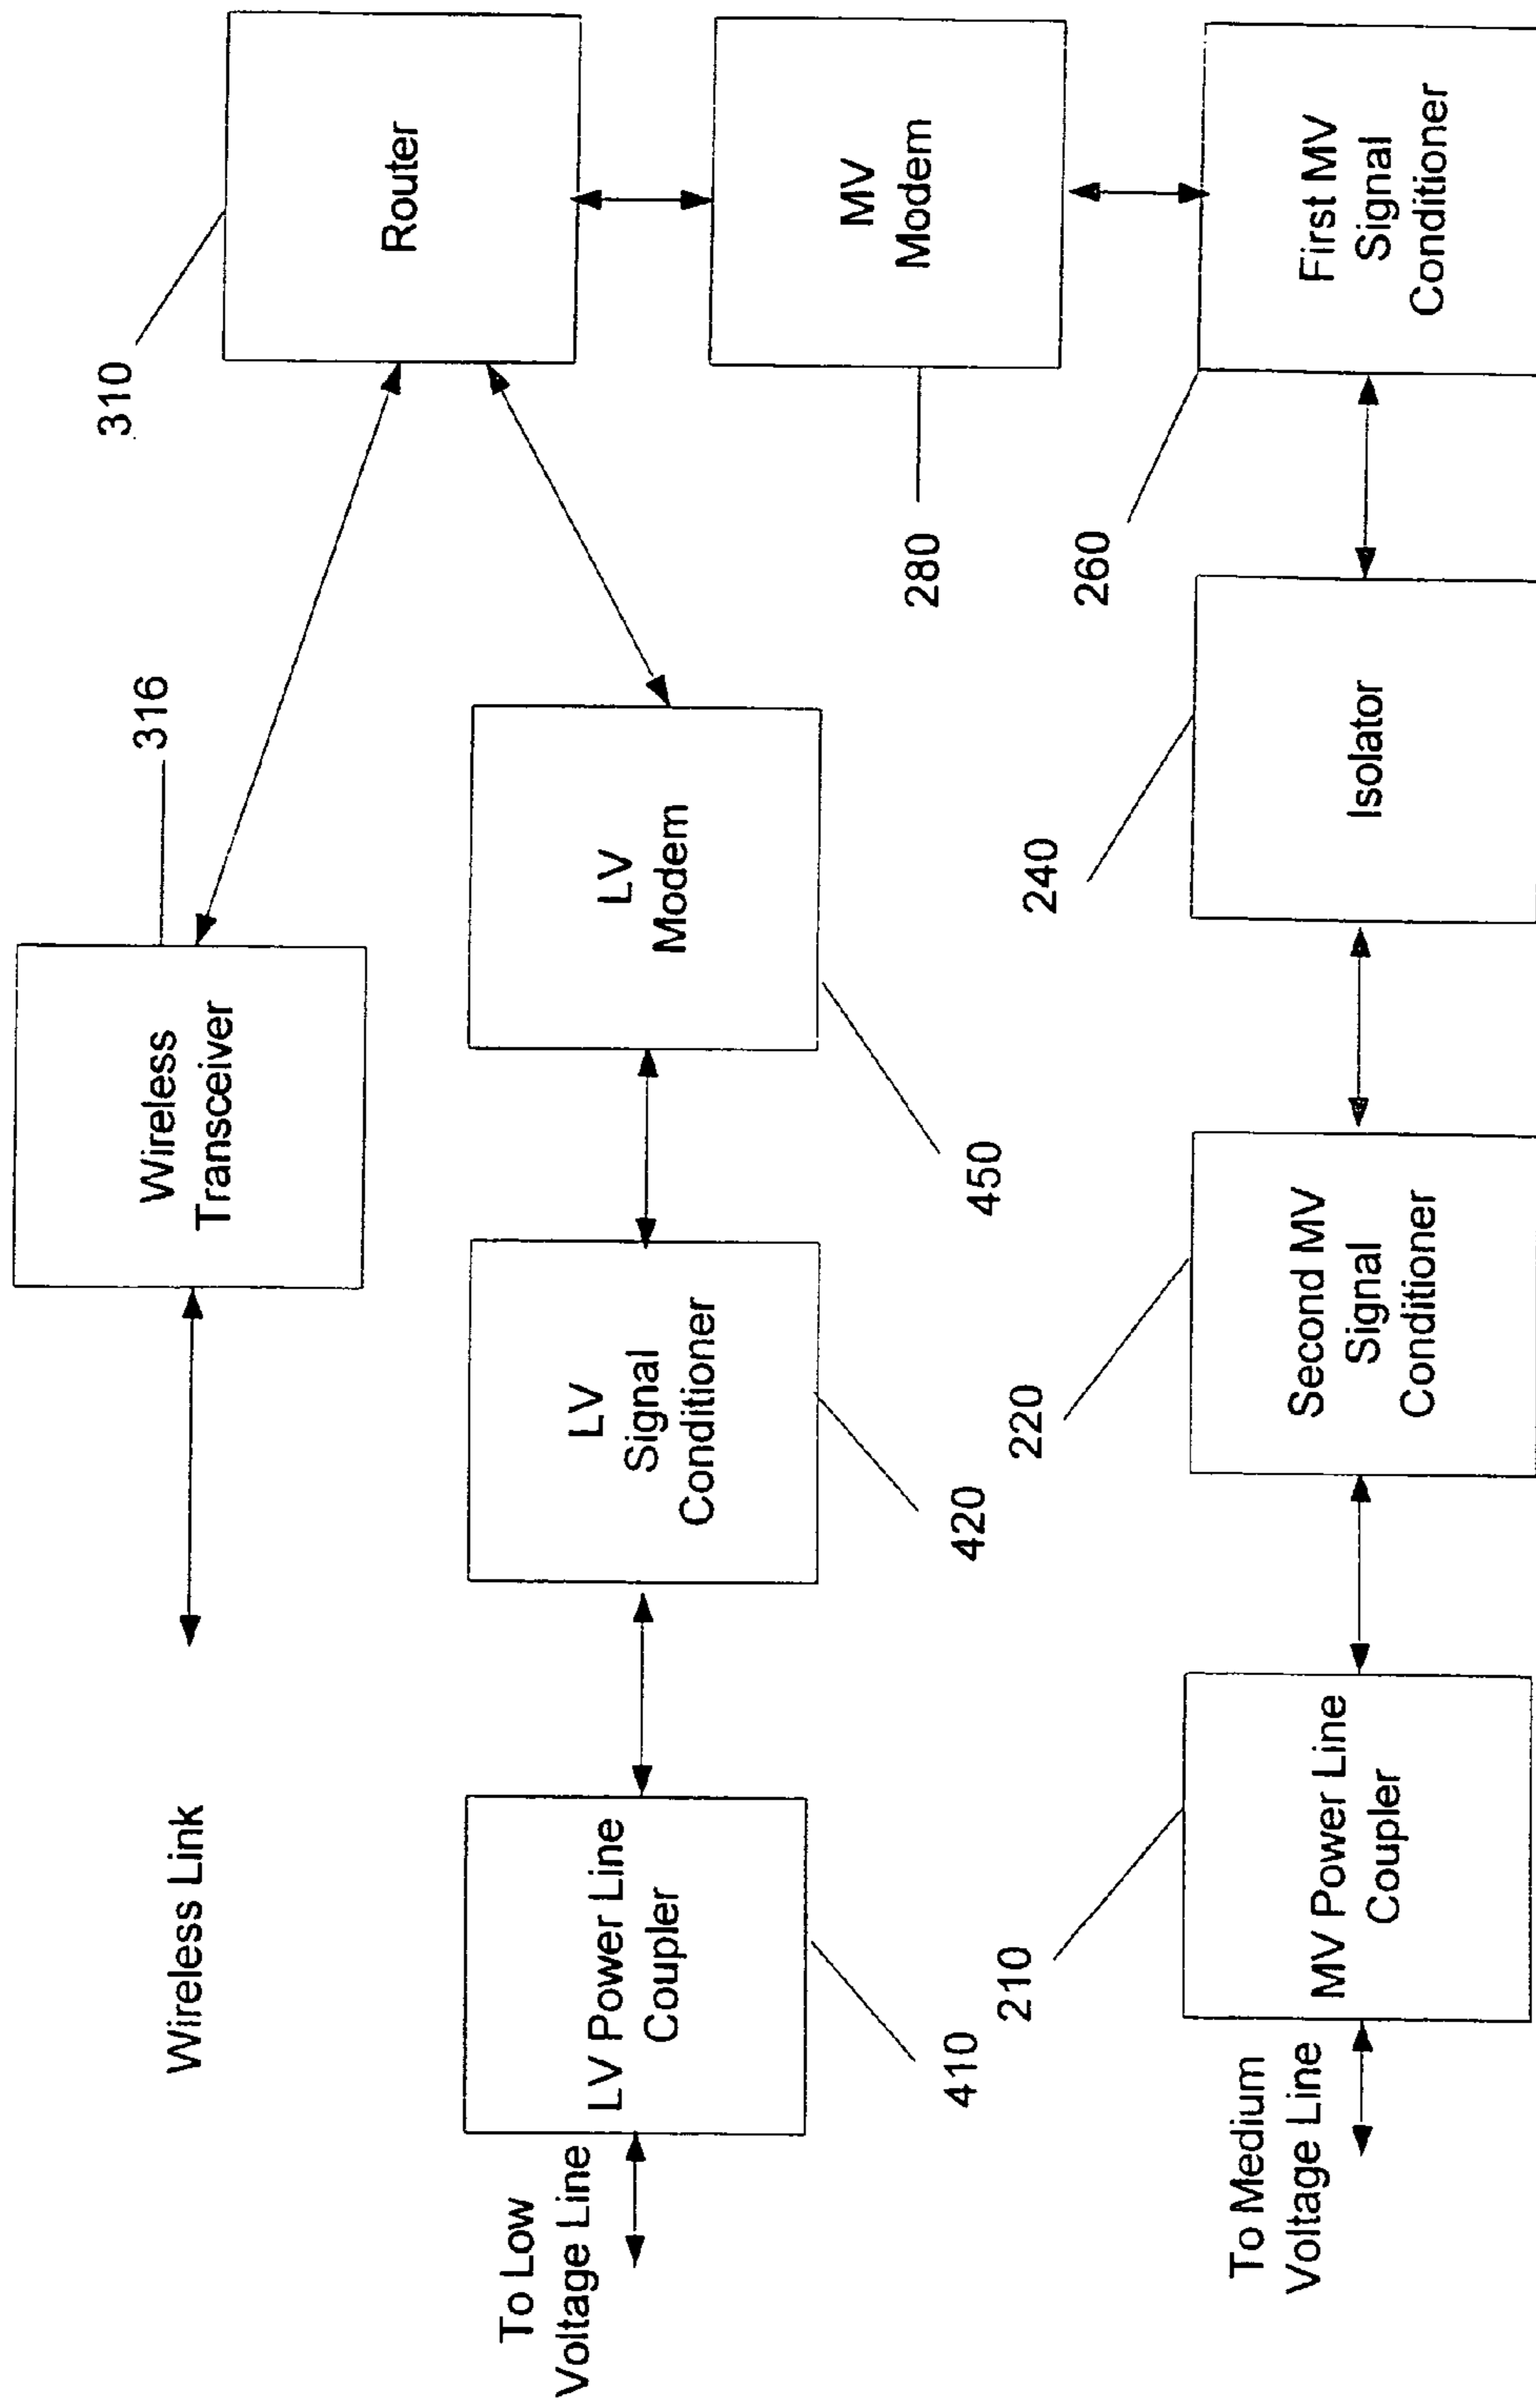 310
Router
316
Wireless
Transceiver
Wireless Link
MV
Modem
280
LV
Modem
450
LV
Signal
Conditioner
420
LV Power Line
Coupler
410
To Low
Voltage Line
First MV
Signal
Conditioner
260
Isolator
240
Second MV
Signal
Conditioner
220
MV Power Line
Coupler
210
To Medium
Voltage Line